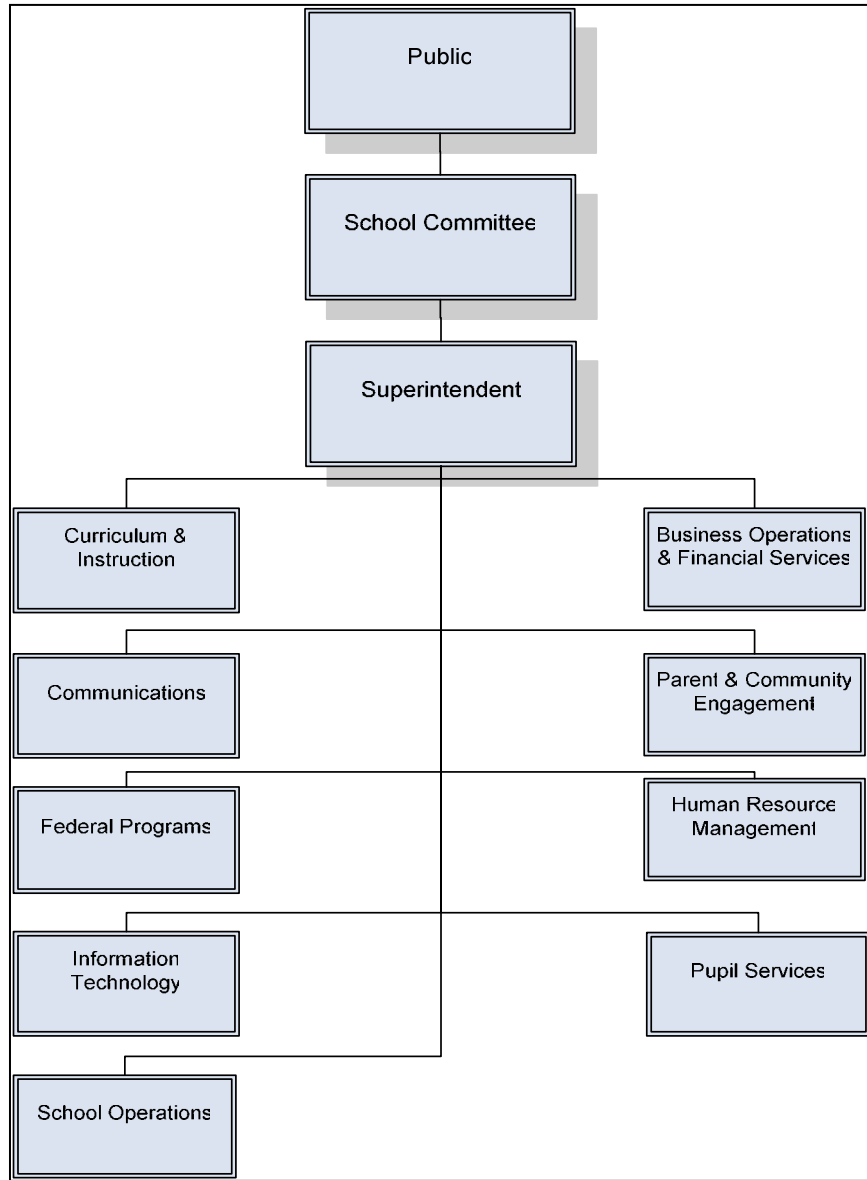 Public
School Committee
Superintendent
Curriculum &
Instruction
Business Operations
& Financial Services
Communications
Parent & Community
Engagement
Federal Programs
Human Resource
Management
Information
Technology
Pupil Services
School Operations